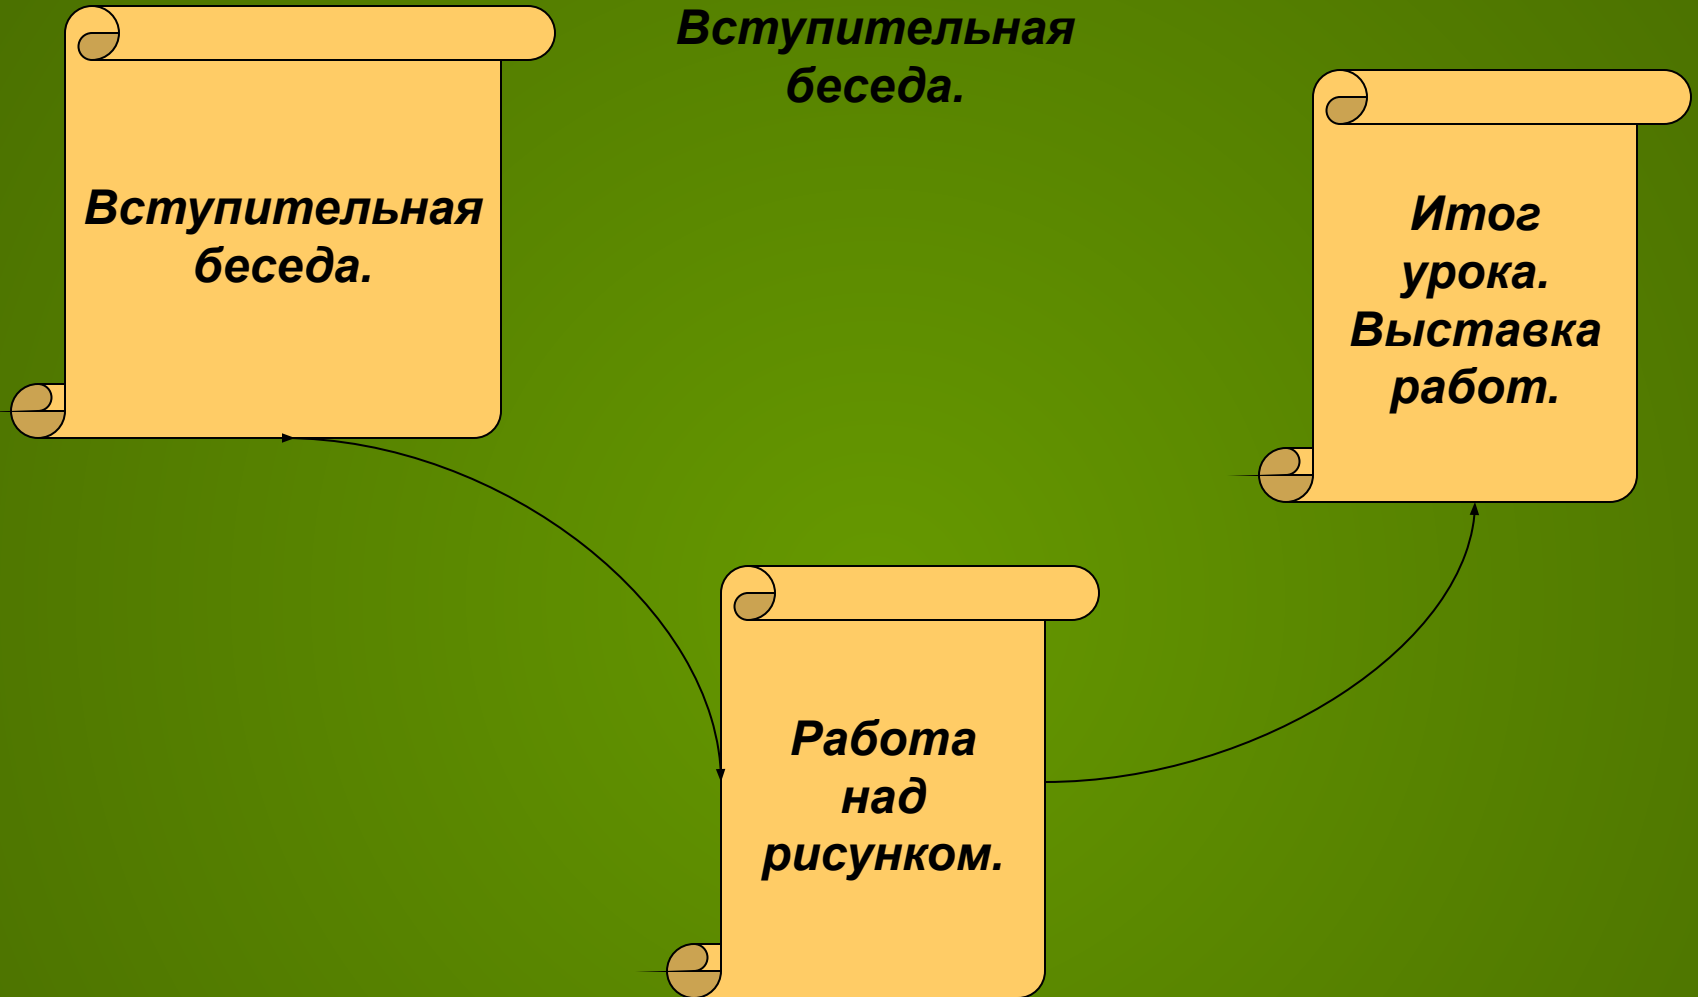 Вступительная
беседа.
Вступительная
беседа.
Итог
урока.
Выставка
работ.
Работа
над
рисунком.